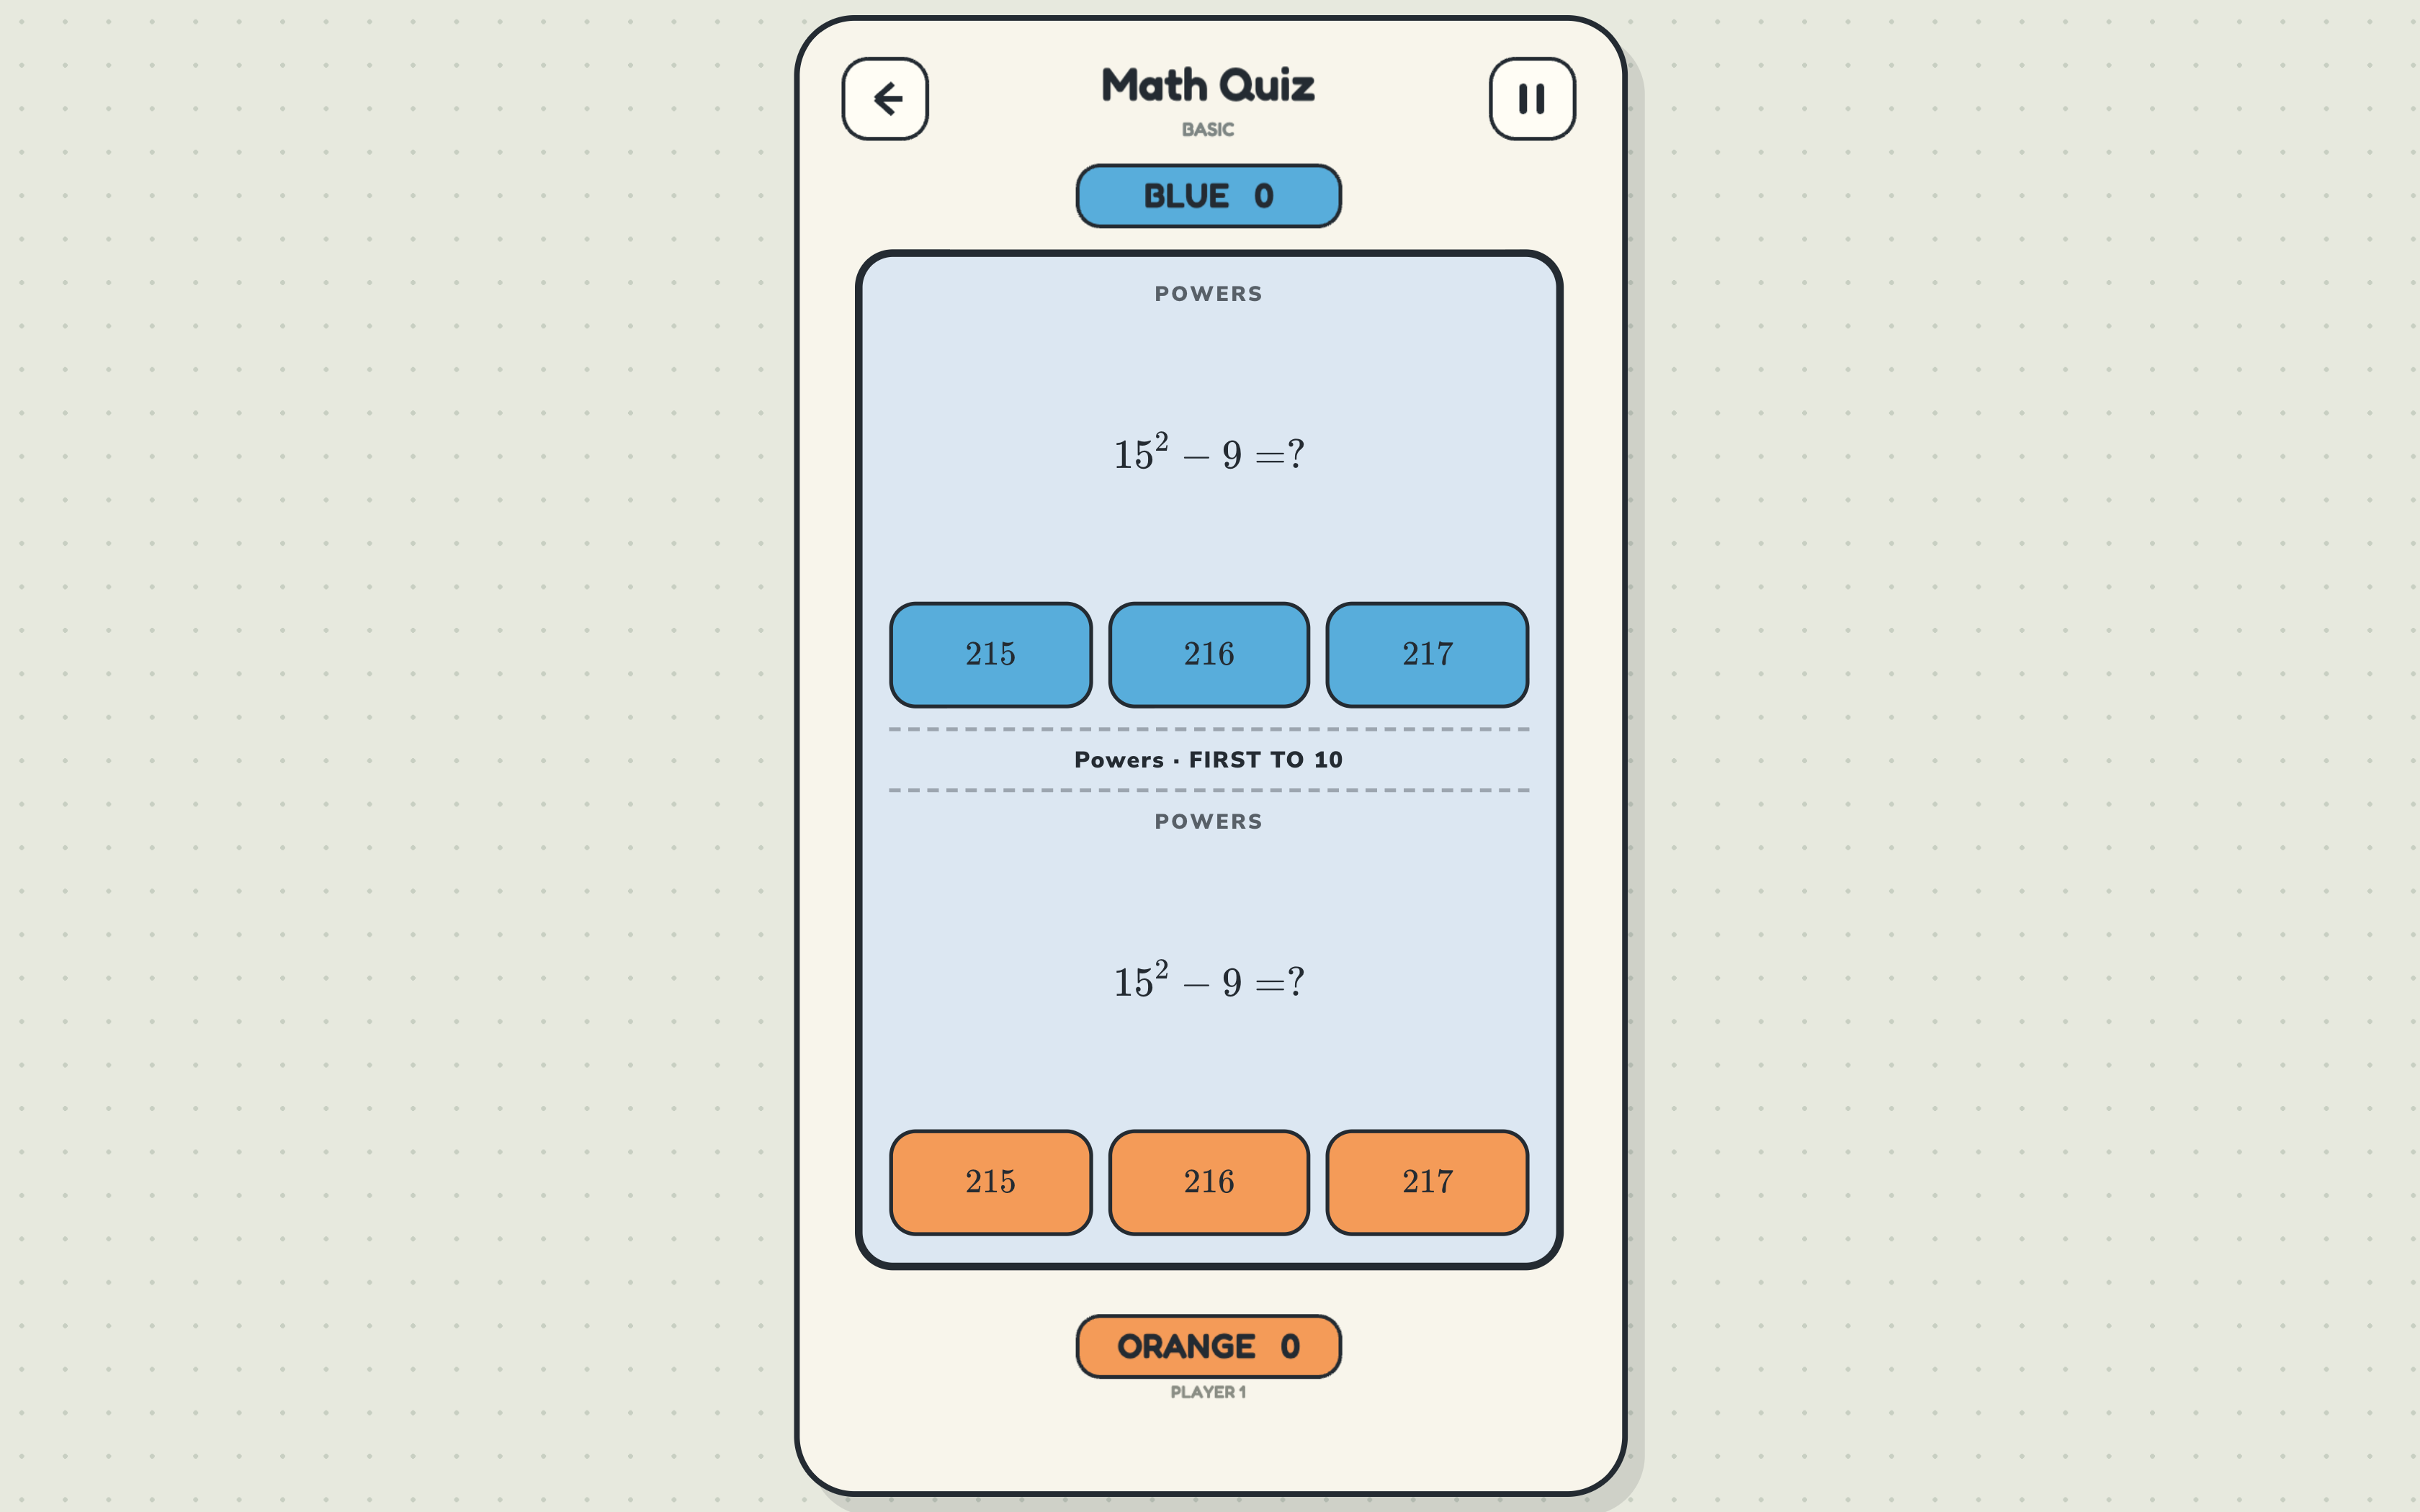 Math Quiz
BASIC
BLUE 0
POWERS
15² − 9 =?
215 216 217
Powers · FIRST TO 10
POWERS
15² − 9 =?
215 216 217
ORANGE 0
PLAYER 1